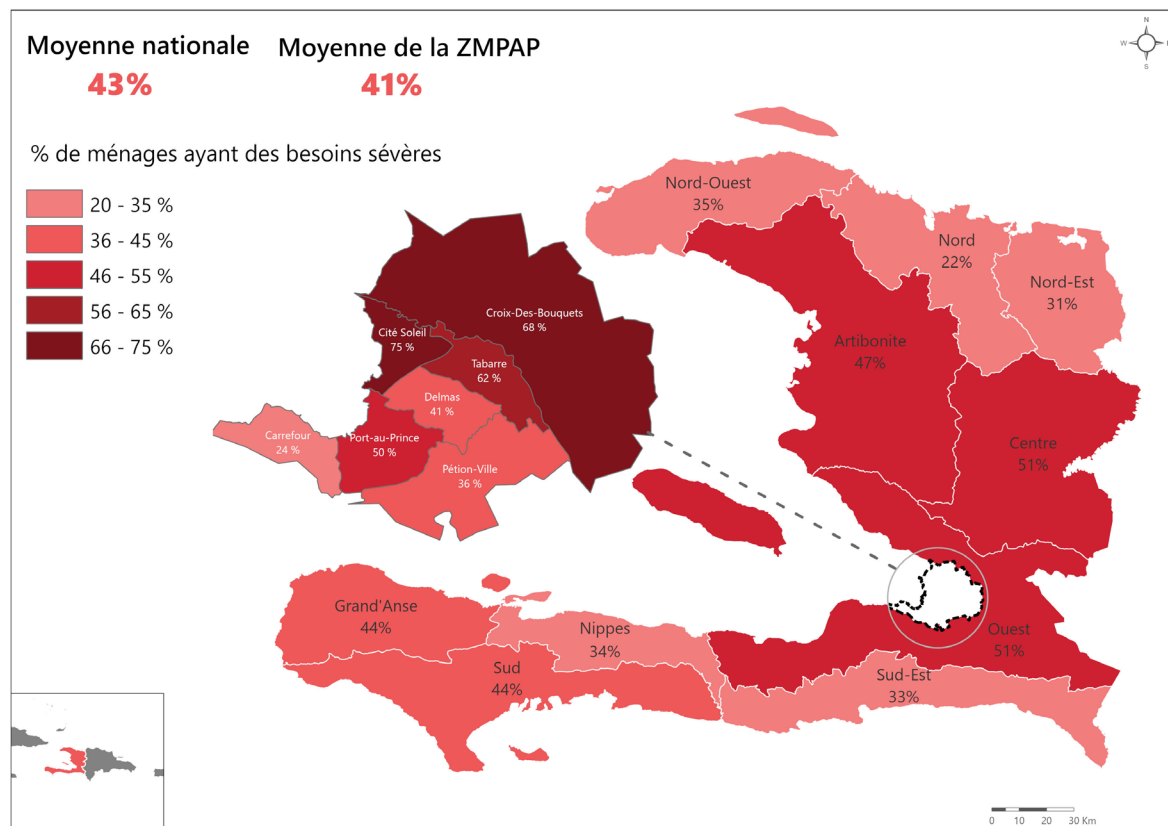 Moyenne nationale
43%
Moyenne de la ZMPAP
41%
% de ménages ayant des besoins sévères
20 - 35 %
36 - 45 %
46 - 55 %
56 - 65 %
66 - 75 %
N
W
E
S
Nord-Ouest
35%
Nord
22%
Nord-Est
31%
Artibonite
47%
Centre
51%
Croix-Des-Bouquets
68 %
Cité Soleil
75 %
Tabarre
62 %
Delmas
41 %
Carrefour
24 %
Port-au-Prince
50 %
Pétion-Ville
36 %
Grand'Anse
44%
Nippes
34%
Sud
44%
Ouest
51%
Sud-Est
33%
0 10 20 30 Km